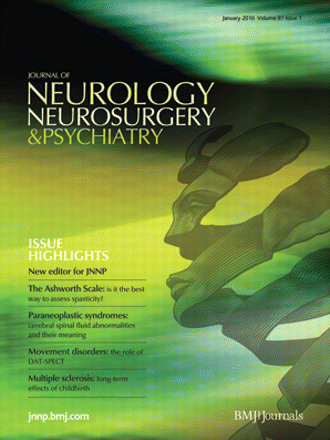 January 2010 Volume 81 Issue 1
JOURNAL OF
NEUROLOGY
NEUROSURGERY
&PSYCHIATRY
ISSUE
HIGHLIGHTS
New editor for JNNP
The Ashworth Scale: is it the best
way to assess spasticity?
Paraneoplastic syndromes:
cerebral spinal fluid abnormalities
and their meaning
Movement disorders: the role of
DAT-SPECT
Multiple sclerosis: long-term
effects of childbirth
jnnp.bmj.com
BMJ|Journals